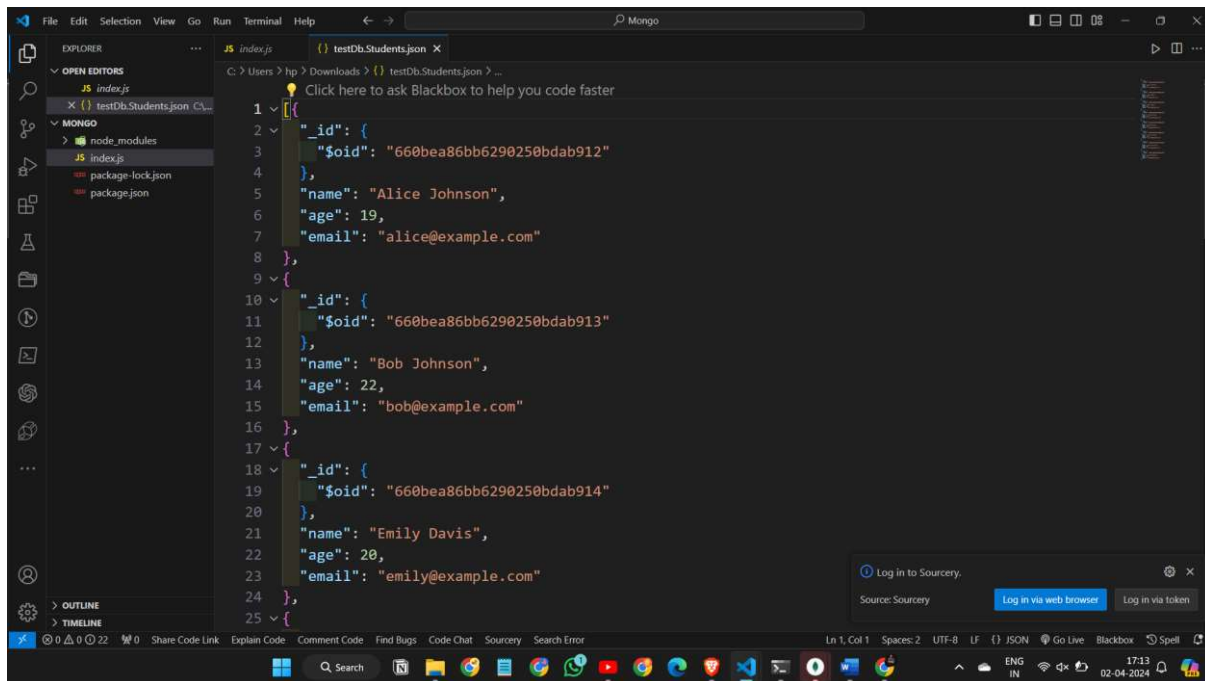 File Edit Selection View Go Run Terminal Help
Mongo
EXPLORER
OPEN EDITORS
JS index.js
{} testDb.Students.json C:\...
MONGO
node_modules
JS index.js
package-lock.json
package.json
OUTLINE
TIMELINE
JS index.js {} testDb.Students.json
C: > Users > hp > Downloads > {} testDb.Students.json > ...
Click here to ask Blackbox to help you code faster
1 [{
2 "_id": {
3 "$oid": "660bea86bb6290250bdab912"
4 },
5 "name": "Alice Johnson",
6 "age": 19,
7 "email": "alice@example.com"
8 },
9 {
10 "_id": {
11 "$oid": "660bea86bb6290250bdab913"
12 },
13 "name": "Bob Johnson",
14 "age": 22,
15 "email": "bob@example.com"
16 },
17 {
18 "_id": {
19 "$oid": "660bea86bb6290250bdab914"
20 },
21 "name": "Emily Davis",
22 "age": 20,
23 "email": "emily@example.com"
24 },
25 {
Log in to Sourcery.
Source: Sourcery Log in via web browser Log in via token
0 0 22 0 Share Code Link Explain Code Comment Code Find Bugs Code Chat Sourcery Search Error Ln 1, Col 1 Spaces: 2 UTF-8 LF {} JSON Go Live Blackbox Spell
Search ENG 17:13
IN 02-04-2024